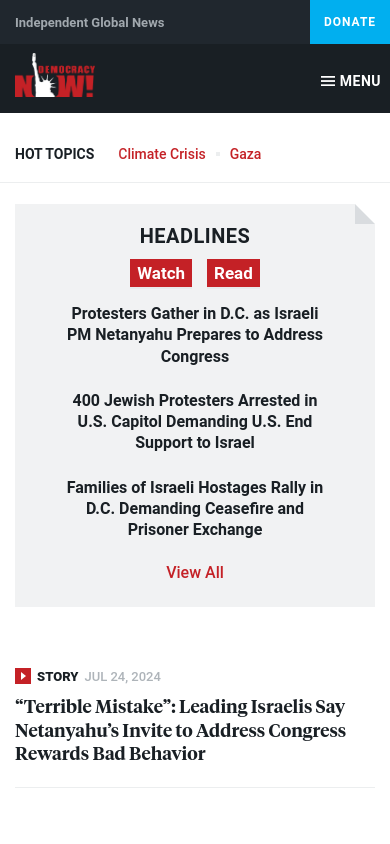 Independent Global News
DONATE
DEMOCRACY
NOW!
MENU
HOT TOPICS
Climate Crisis
Gaza
HEADLINES
Watch
Read
Protesters Gather in D.C. as Israeli
PM Netanyahu Prepares to Address
Congress
400 Jewish Protesters Arrested in
U.S. Capitol Demanding U.S. End
Support to Israel
Families of Israeli Hostages Rally in
D.C. Demanding Ceasefire and
Prisoner Exchange
View All
STORY JUL 24, 2024
“Terrible Mistake”: Leading Israelis Say
Netanyahu’s Invite to Address Congress
Rewards Bad Behavior